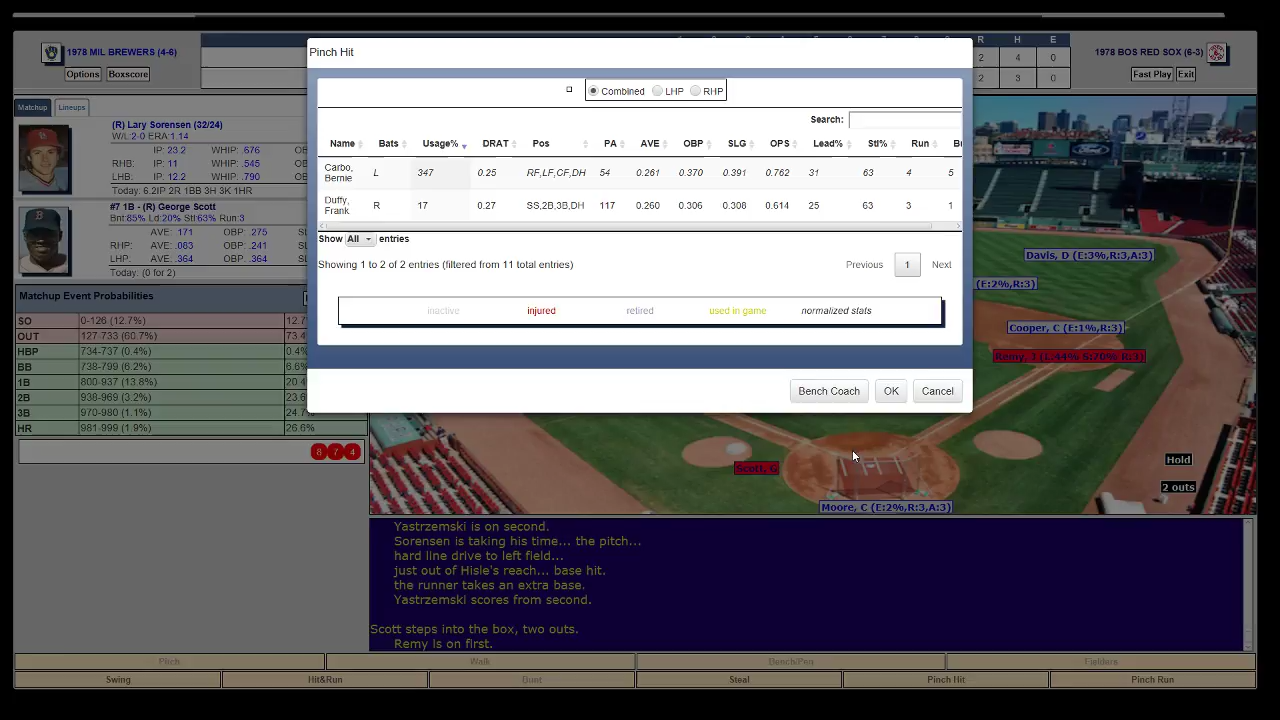 Pinch Hit
1978 MIL BREWERS (4-6)
Options
Boxscore
R H E
2 4 0
2 3 0
1978 BOS RED SOX (6-3)
Fast Play
Exit
Matchup
Lineups
(R) Lary Sorensen (32/24)
W/L:2-0 ERA:1.14
IP: 23.2 WHIP: .676
RHB: IP: 11 WHIP: .545
LHB: IP: 12.2 WHIP: .790
Today: 6.2IP 2R 1BB 3H 3K 1HR
#7 1B - (R) George Scott
Bnt:85% Ld:20% Stl:63% Run:3
AVE: .171 OBP: .275
RHP: AVE: .083 OBP: .241
LHP: AVE: .364 OBP: .364
Today: (0 for 2)
Matchup Event Probabilities
SO 0-126 (12.7%)
OUT 127-733 (60.7%)
HBP 734-737 (0.4%)
BB 738-799 (6.2%)
1B 800-937 (13.8%)
2B 938-969 (3.2%)
3B 970-980 (1.1%)
HR 981-999 (1.9%) 26.6%
8 7 4
Combined LHP RHP
Search:
Name Bats Usage% DRAT Pos PA AVE OBP SLG OPS Lead% Stl% Run
Carbo, Bernie L 347 0.25 RF,LF,CF,DH 54 0.261 0.370 0.391 0.762 31 63 4 5
Duffy, Frank R 17 0.27 SS,2B,3B,DH 117 0.260 0.306 0.308 0.614 25 63 3 1
Show All entries
Showing 1 to 2 of 2 entries (filtered from 11 total entries)
Previous 1 Next
inactive injured retired used in game normalized stats
Bench Coach
OK
Cancel
Davis, D (E:3%,R:3,A:3)
(E:2%,R:3)
Cooper, C (E:1%,R:3)
Remy, J (L:44% S:70% R:3)
Scott, G
Hold
2 outs
Moore, C (E:2%,R:3,A:3)
Yastrzemski is on second.
Sorensen is taking his time... the pitch...
hard line drive to left field...
just out of Hisle's reach... base hit.
the runner takes an extra base.
Yastrzemski scores from second.
Scott steps into the box, two outs.
Remy is on first.
Pitch Walk Bench/Pen Fielders
Swing Hit&Run Bunt Steal Pinch Hit Pinch Run